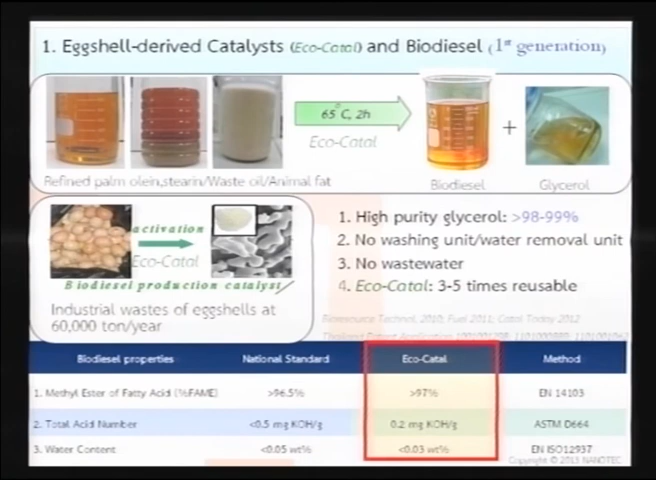 1. Eggshell-derived Catalysts (Eco-Catal) and Biodiesel (1st generation)
65°C, 2h
Eco-Catal
+
Refined palm olein,stearin/Waste oil/Animal fat
Biodiesel
Glycerol
activation
Eco-Catal
Biodiesel production catalyst
Industrial wastes of eggshells at
60,000 ton/year
1. High purity glycerol: >98-99%
2. No washing unit/water removal unit
3. No wastewater
4. Eco-Catal: 3-5 times reusable
Bioresource Technol, 2010; Fuel 2011; Catal Today 2012
Thailand Patent Application
Biodiesel properties National Standard Eco-Catal Method
1. Methyl Ester of Fatty Acid (%FAME) >96.5% >97% EN 14103
2. Total Acid Number <0.5 mg KOH/g 0.2 mg KOH/g ASTM D664
3. Water Content <0.05 wt% <0.03 wt% EN ISO12937
Copyright © 2013 NANOTEC